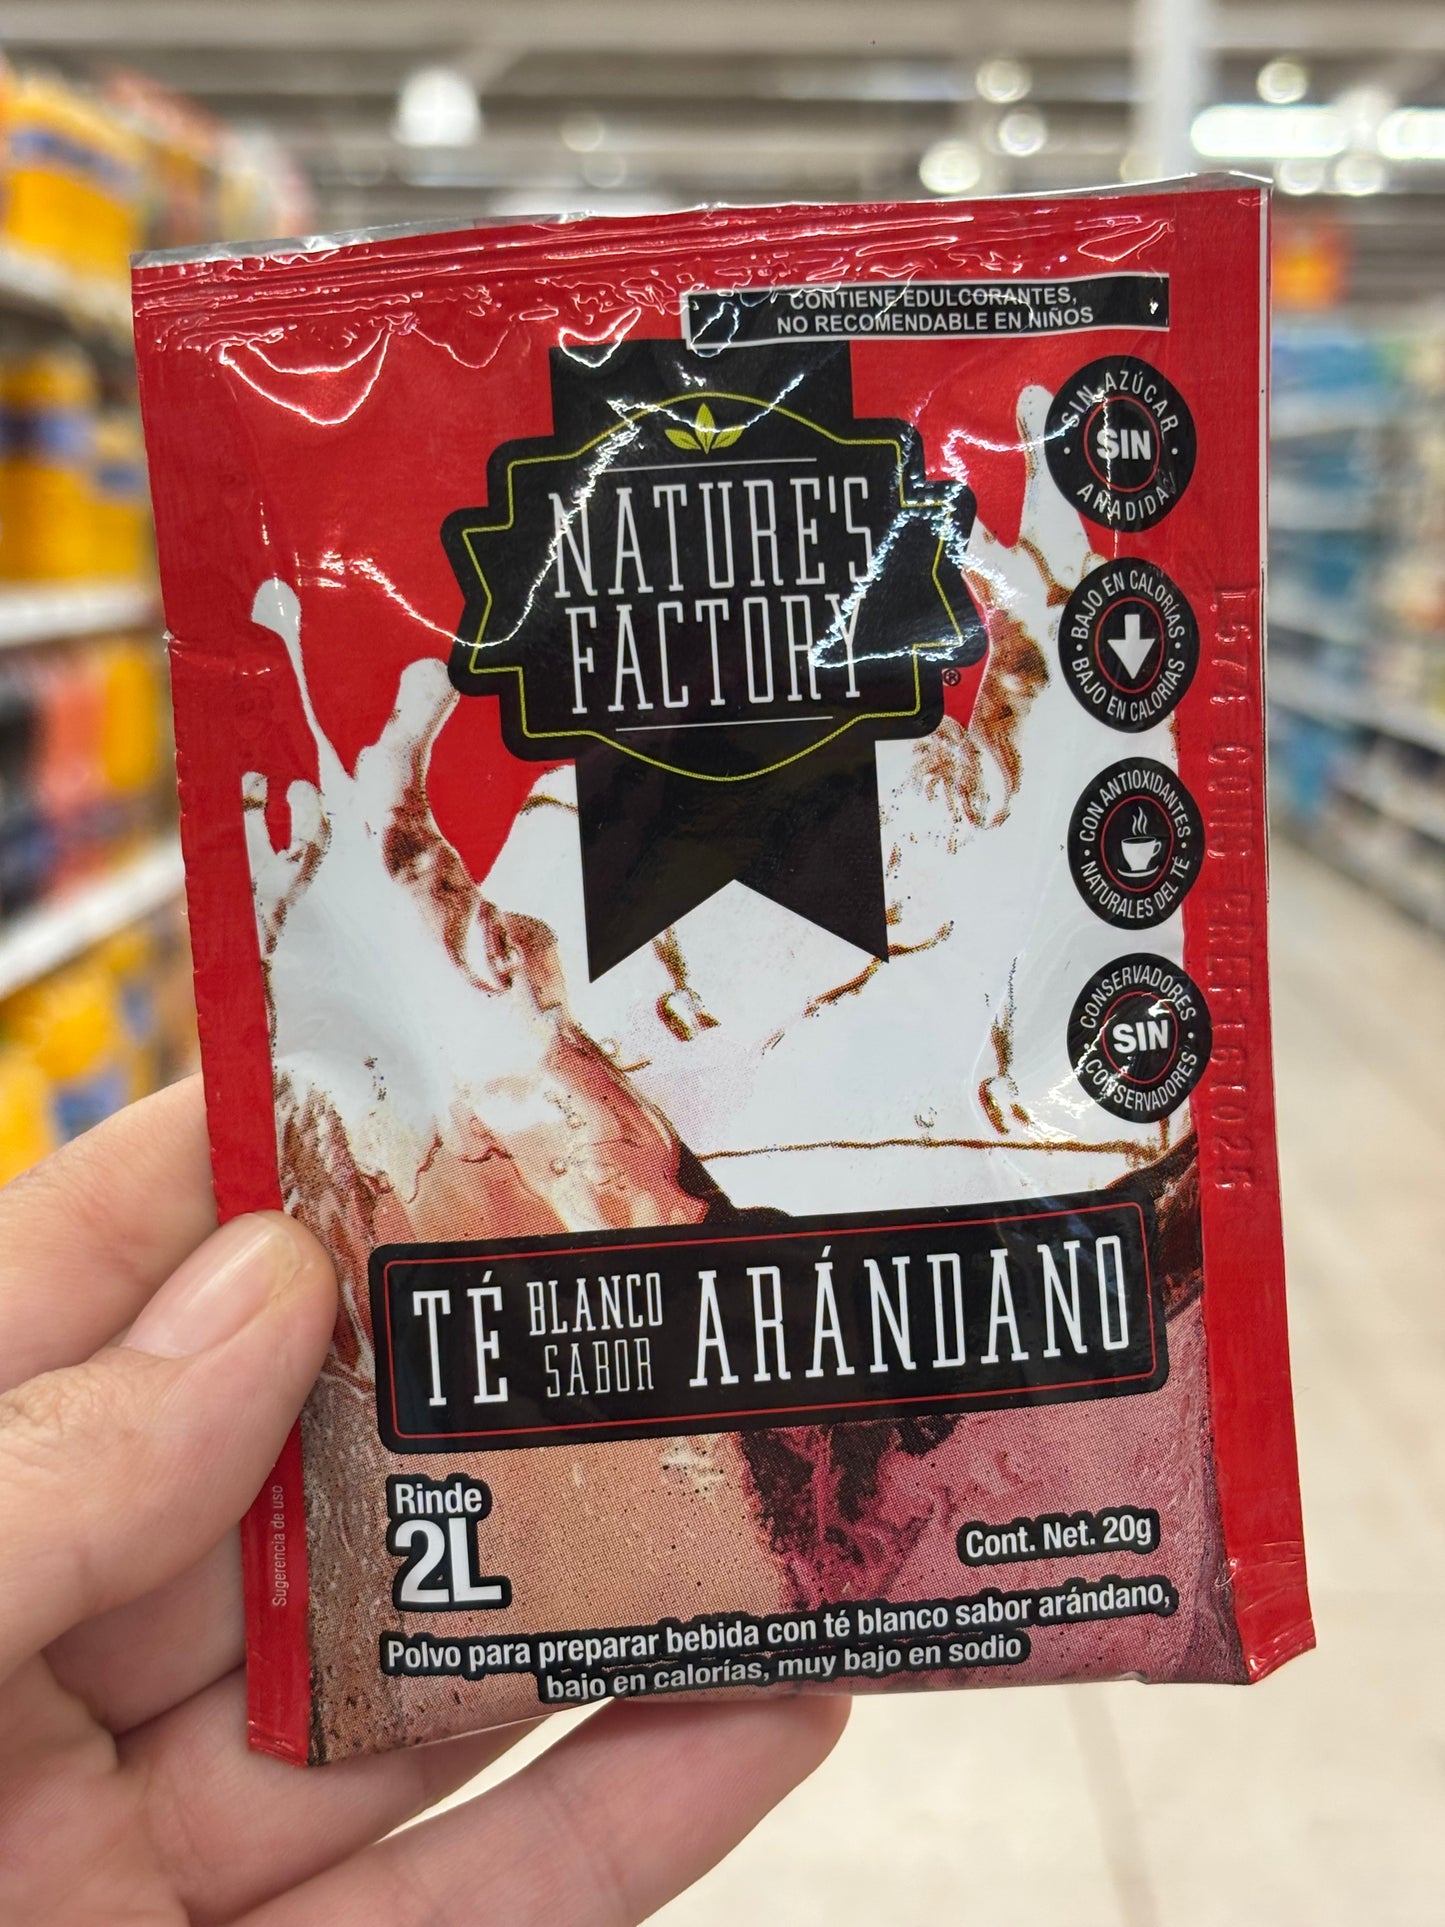 CONTIENE EDULCORANTES,
NO RECOMENDABLE EN NIÑOS
NATURE'S
FACTORY
®
SIN AZÚCAR
SIN
AÑADIDA
BAJO EN CALORÍAS
BAJO EN CALORÍAS
CON ANTIOXIDANTES
NATURALES DEL TÉ
CONSERVADORES
SIN
CONSERVADORES
TÉ BLANCO SABOR ARÁNDANO
Rinde
2L
Cont. Net. 20g
Polvo para preparar bebida con té blanco sabor arándano,
bajo en calorías, muy bajo en sodio
Sugerencia de uso
CONS PREF